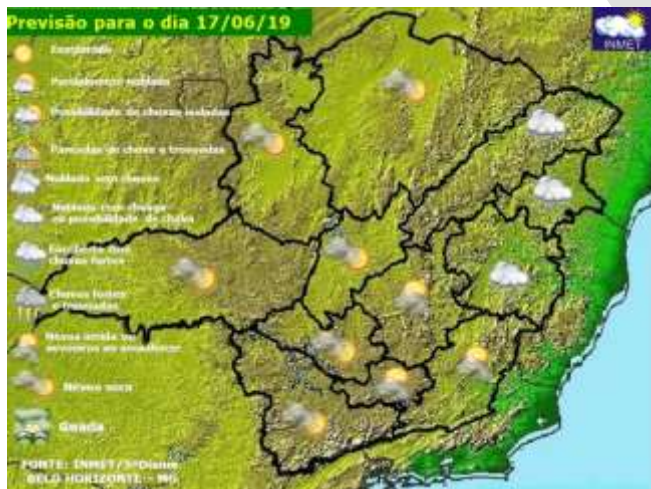 Previsão para o dia 17/06/19
INMET
Encoberto
Parcialmente nublado
Possibilidade de chuvas isoladas
Pancadas de chuva e trovoadas
Nublado com chuvas
Nublado com chuvas
ou possibilidade de chuva
Encoberto com
chuvas fortes
Chuvas fortes
e trovoadas
Névoa úmida ou
nevoeiro ao amanhecer
Névoa seca
Geada
FONTE: INMET/5ºDisme
BELO HORIZONTE - MG